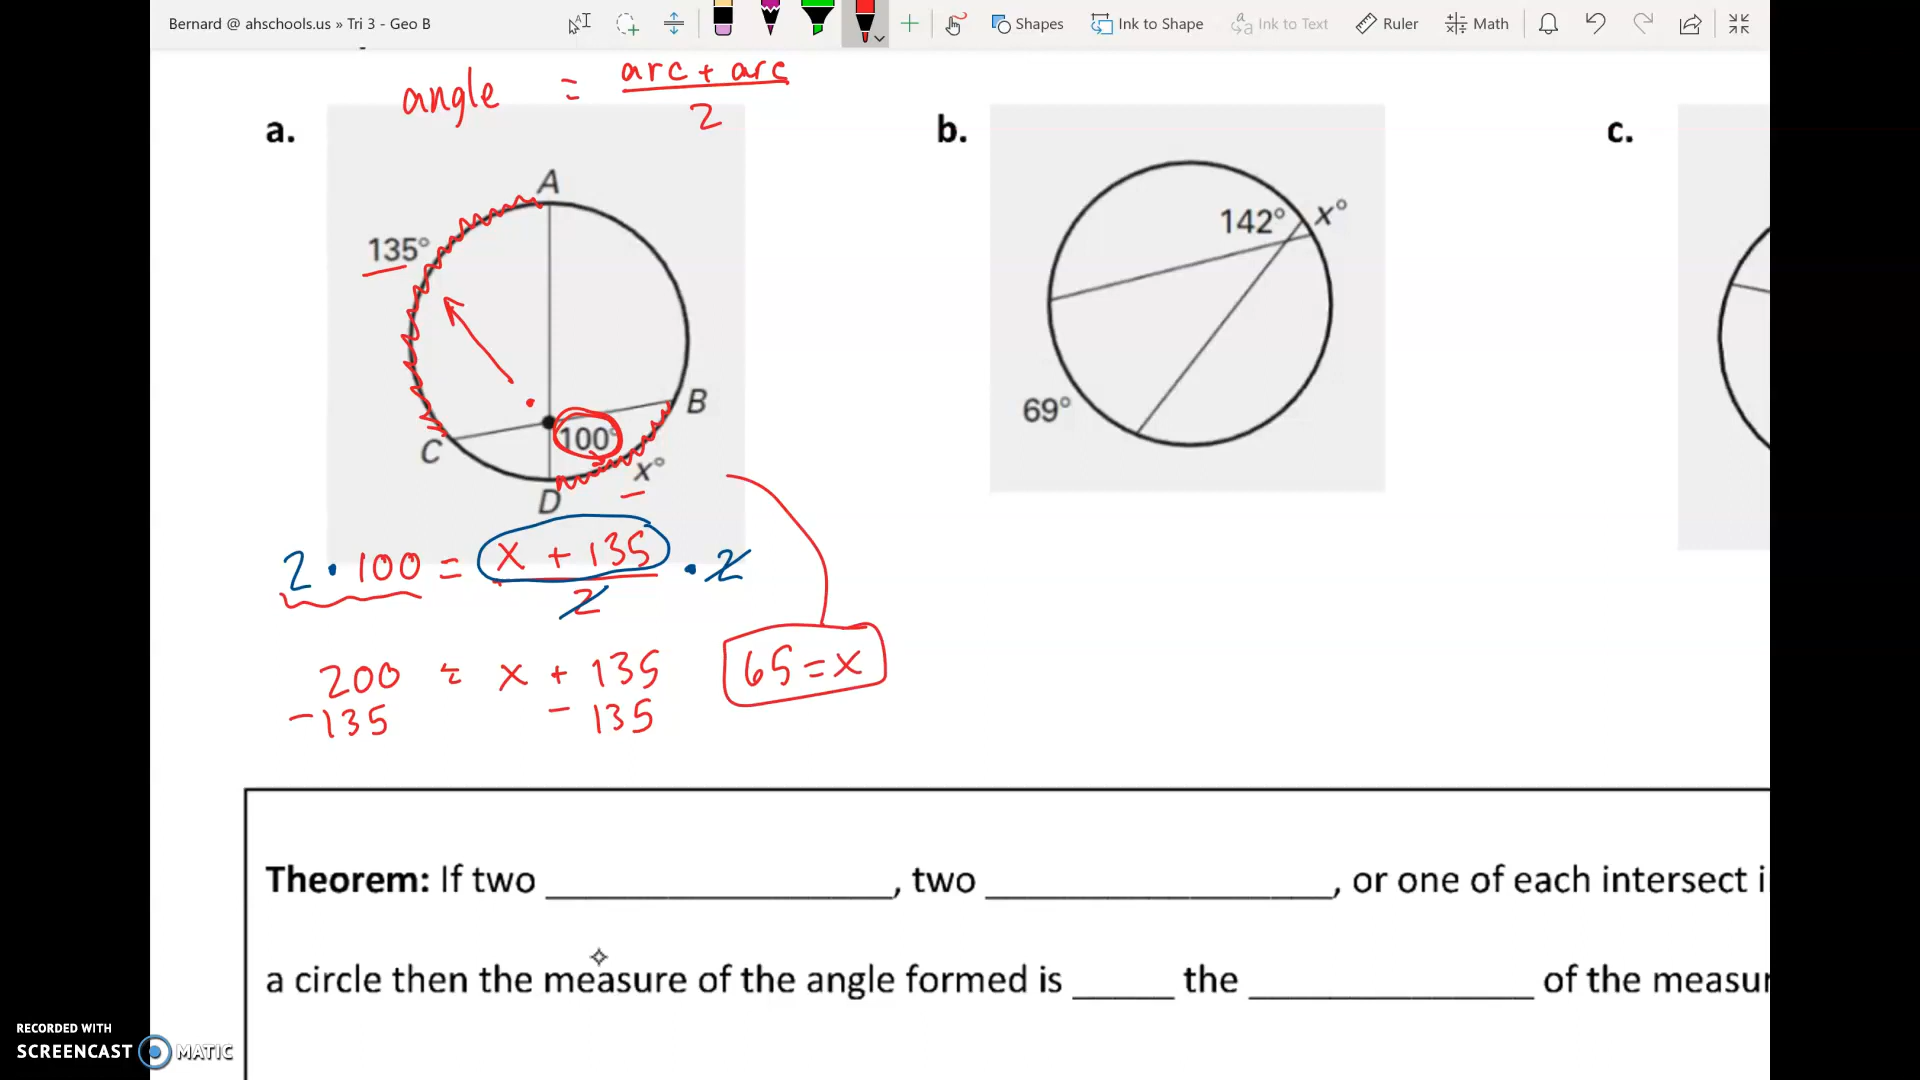 Bernard @ ahschools.us » Tri 3 - Geo B
Shapes
Ink to Shape
Ink to Text
Ruler
Math
angle = arc + arc
2
a.
A
135°
B
C
100°
x°
D
2 · 100 = x + 135 · 2
2
200 = x + 135
-135 - 135
65 = x
b.
142°
x°
69°
c.
Theorem: If two __________________, two __________________, or one of each intersect i
a circle then the measure of the angle formed is _____ the ______________ of the measur
RECORDED WITH
SCREENCAST MATIC